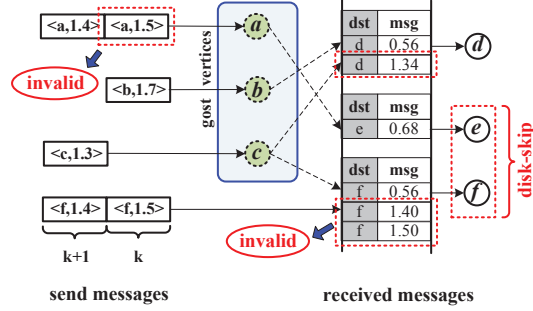 <a,1.4> <a,1.5>
invalid
<b,1.7>
<c,1.3>
<f,1.4> <f,1.5>
k+1 k
send messages
gost vertices
a
b
c
dst msg
d 0.56
d 1.34
dst msg
e 0.68
dst msg
f 0.56
f 1.40
f 1.50
invalid
received messages
d
e
f
disk-skip